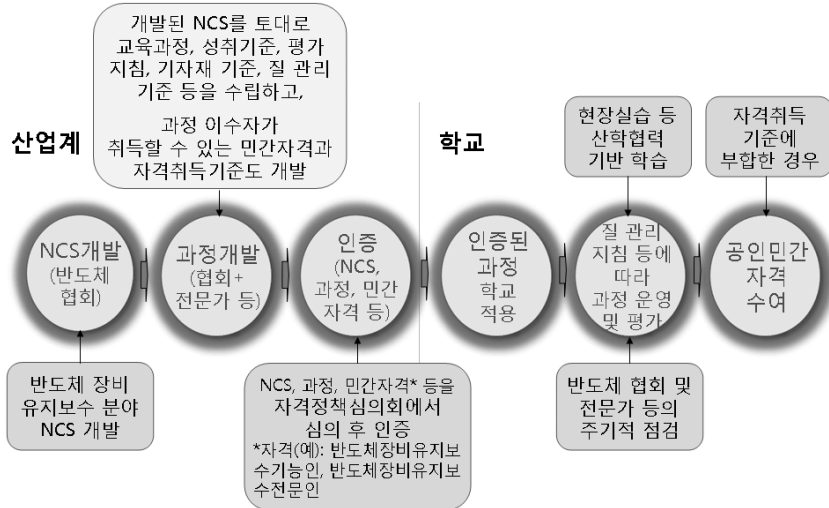 개발된 NCS를 토대로
교육과정, 성취기준, 평가
지침, 기자재 기준, 질 관리
기준 등을 수립하고,
과정 이수자가
취득할 수 있는 민간자격과
자격취득기준도 개발
산업계
학교
현장실습 등
산학협력
기반 학습
자격취득
기준에
부합한 경우
NCS개발
(반도체
협회)
과정개발
(협회+
전문가 등)
인증
(NCS,
과정, 민간
자격 등)
인증된
과정
학교
적용
질 관리
지침 등에
따라
과정 운영
및 평가
공인민간
자격
수여
반도체 장비
유지보수 분야
NCS 개발
NCS, 과정, 민간자격* 등을
자격정책심의회에서
심의 후 인증
*자격(예): 반도체장비유지보
수기능인, 반도체장비유지보
수전문인
반도체 협회 및
전문가 등의
주기적 점검